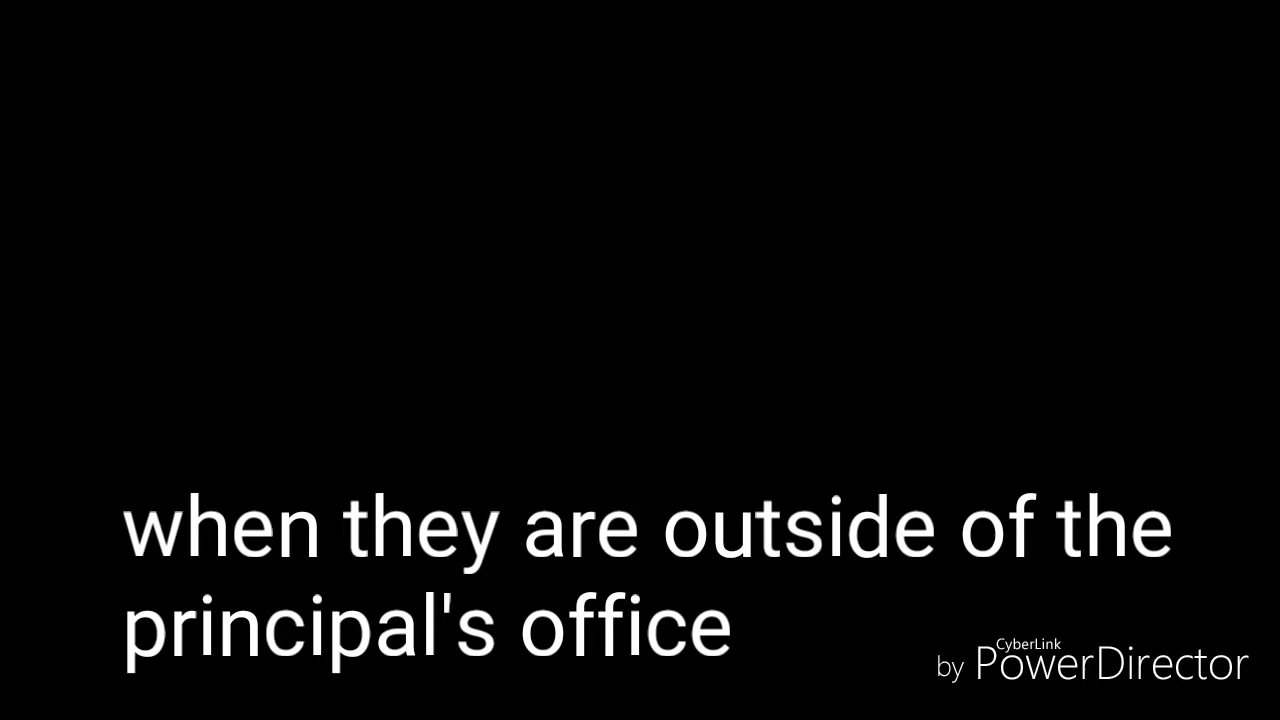 when they are outside of the
principal's office
by CyberLink PowerDirector